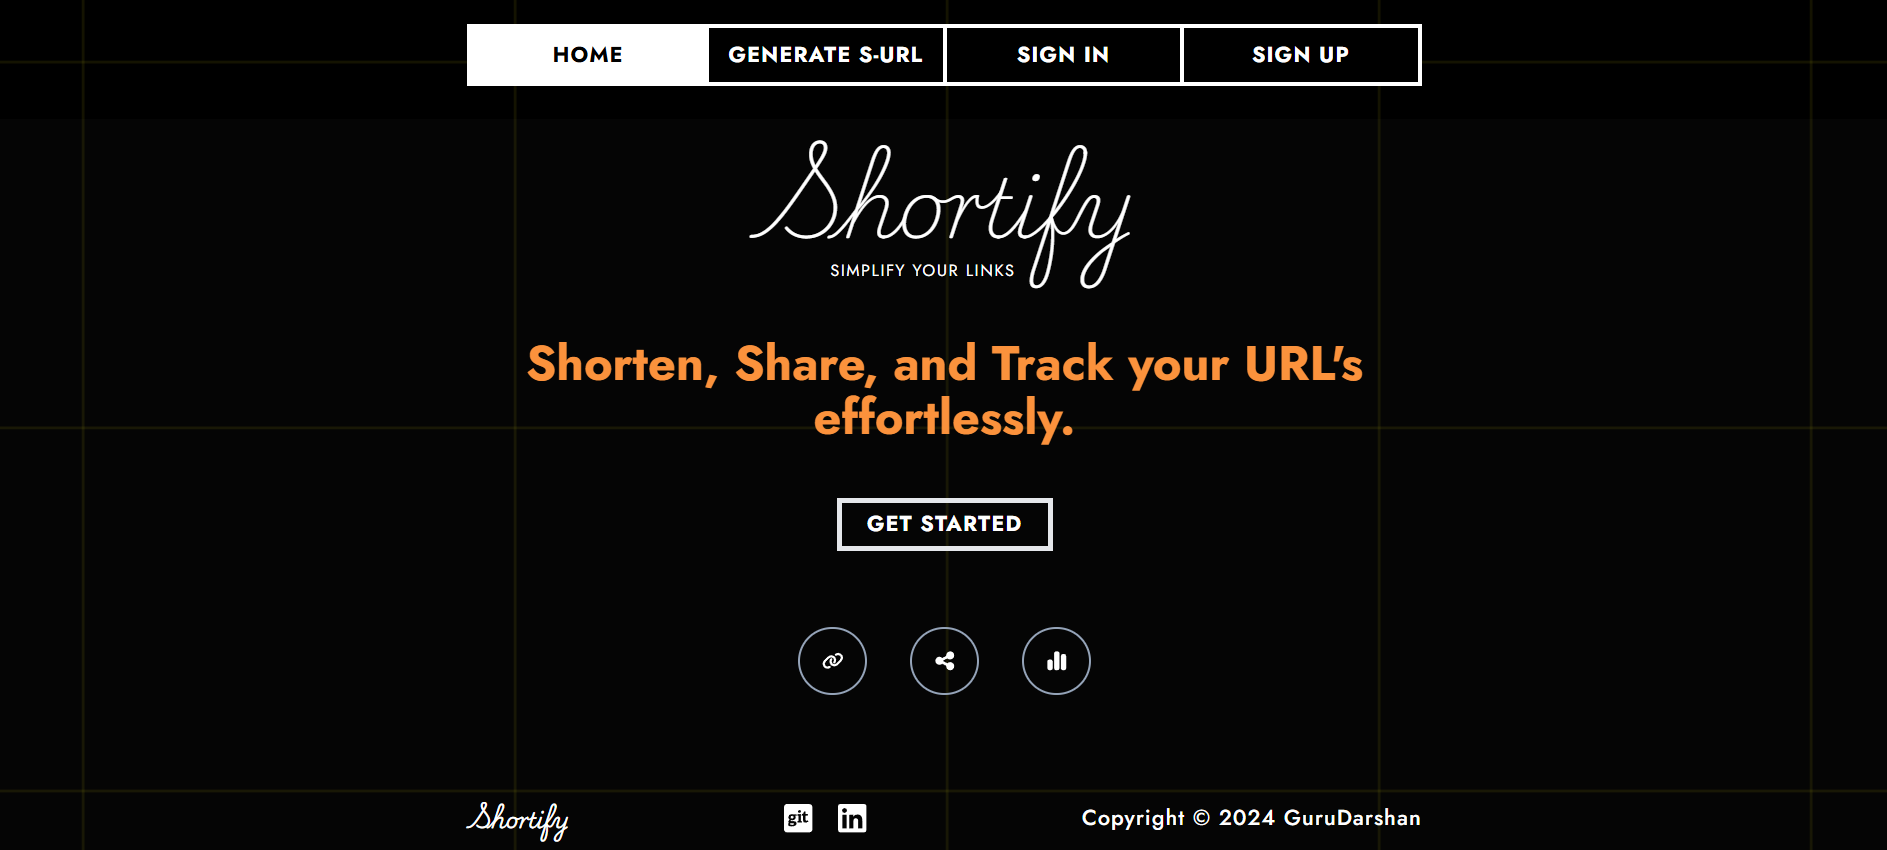 HOME GENERATE S-URL SIGN IN SIGN UP
Shortify
SIMPLIFY YOUR LINKS
Shorten, Share, and Track your URL's
effortlessly.
GET STARTED
Shortify git in Copyright © 2024 GuruDarshan